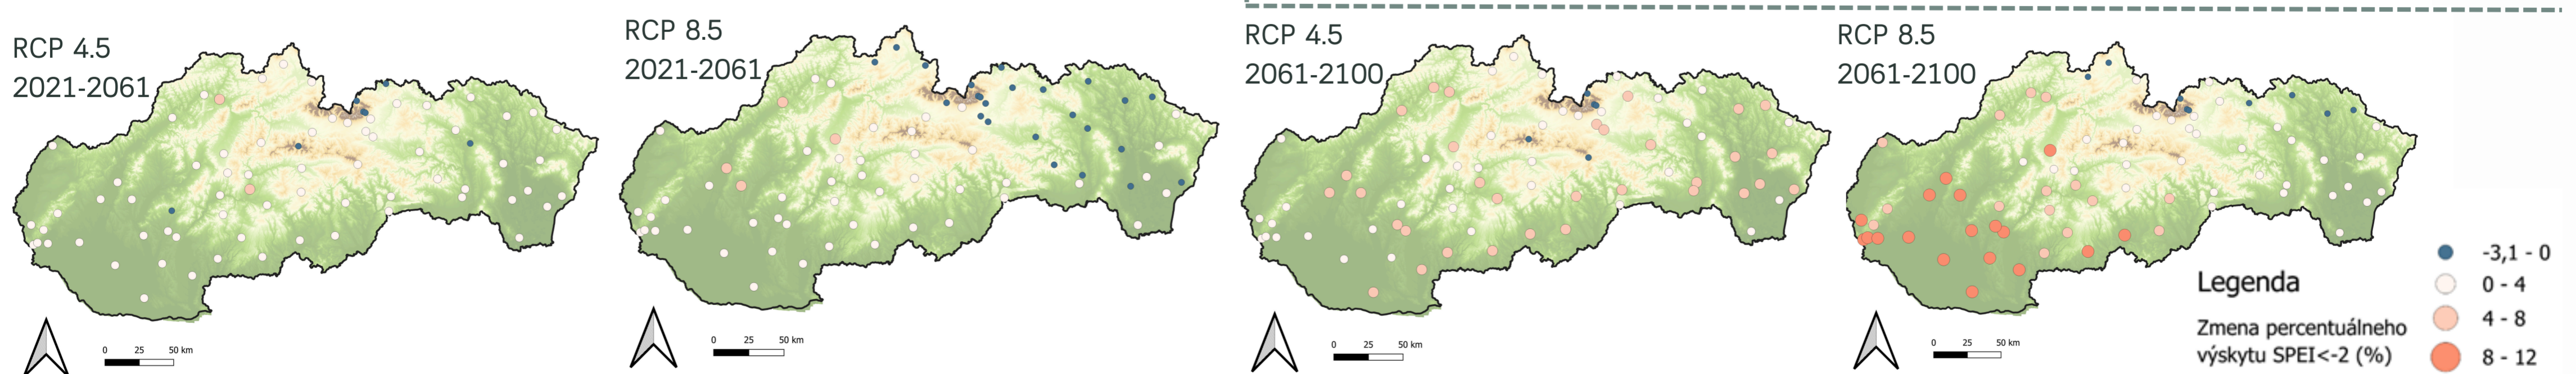 RCP 4.5
2021-2061
0 25 50 km
RCP 8.5
2021-2061
0 25 50 km
RCP 4.5
2061-2100
0 25 50 km
RCP 8.5
2061-2100
0 25 50 km
Legenda
Zmena percentuálneho
výskytu SPEI<-2 (%)
-3,1 - 0
0 - 4
4 - 8
8 - 12